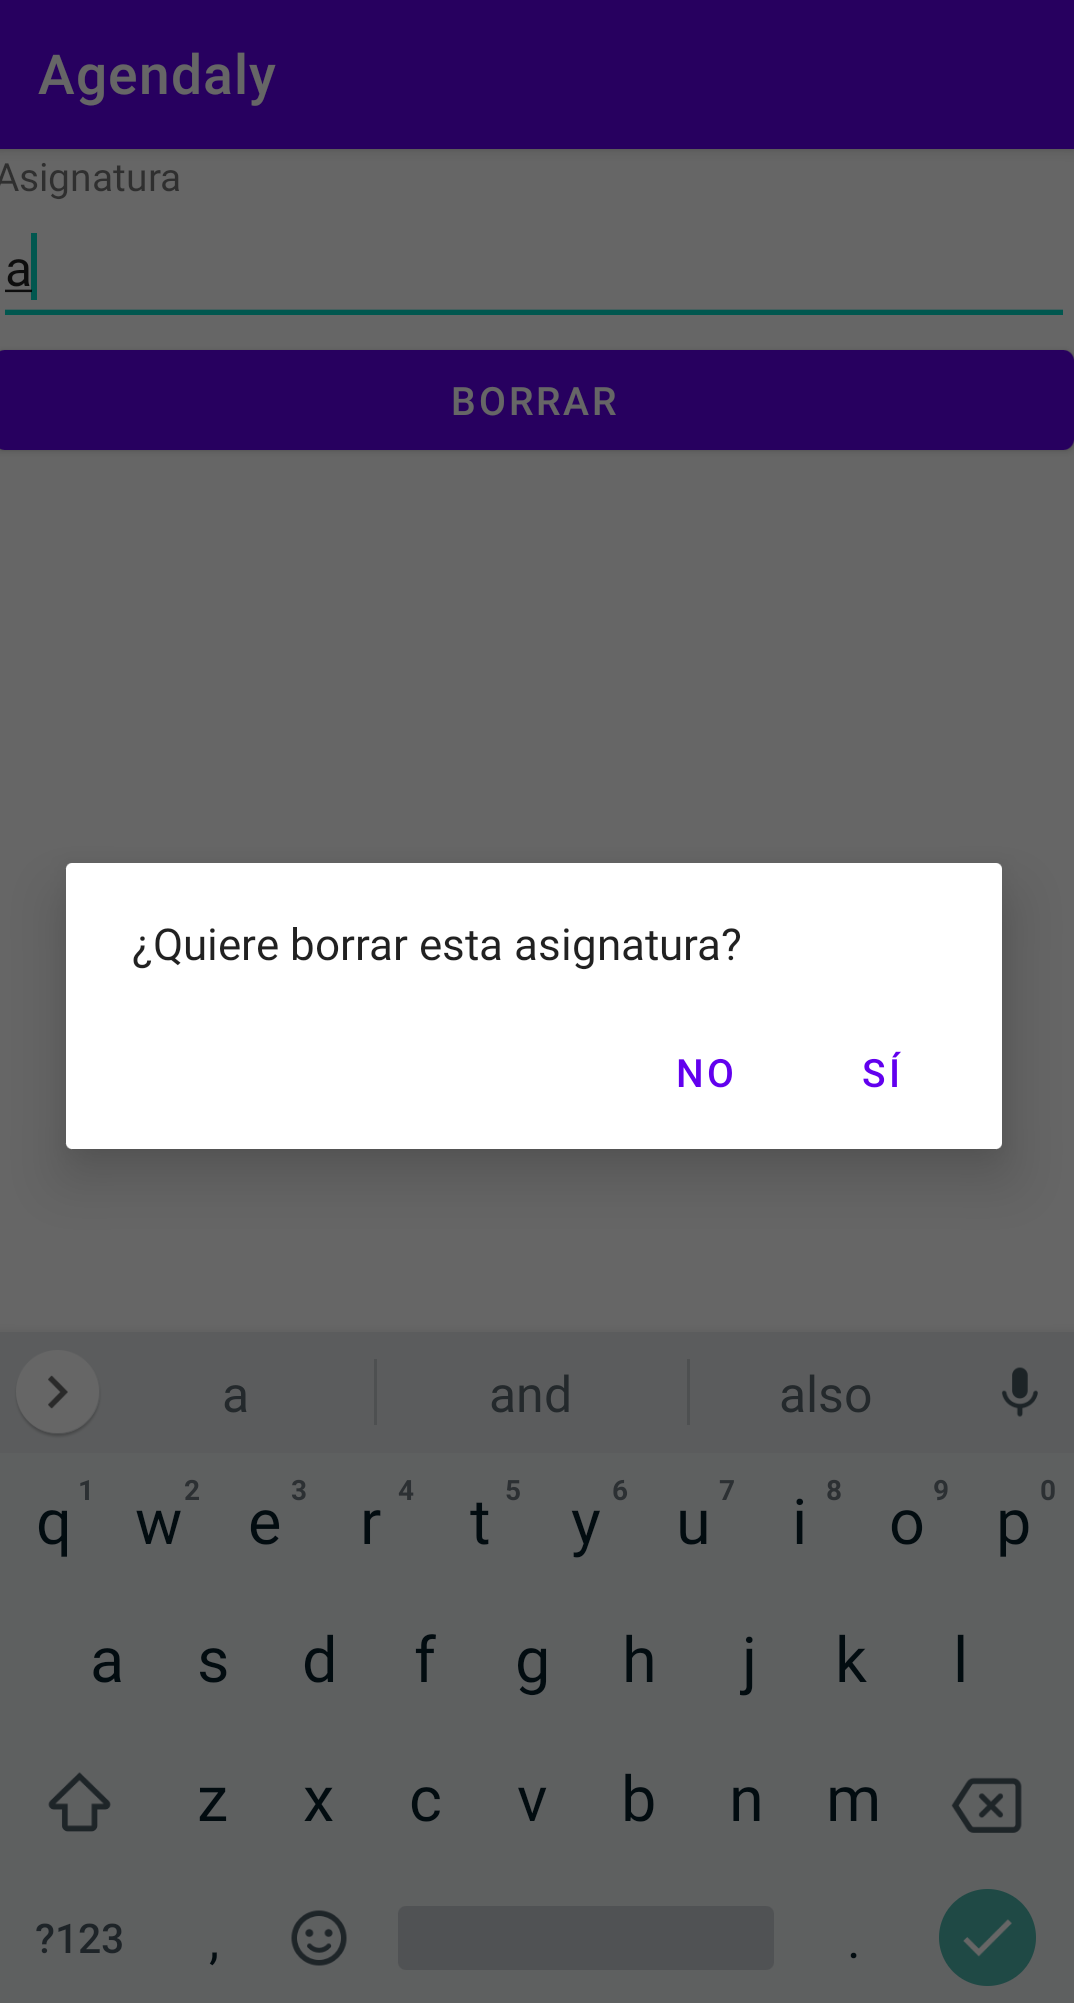 Agendaly
Asignatura
a
BORRAR
¿Quiere borrar esta asignatura?
NO SÍ
a and also
1 2 3 4 5 6 7 8 9 0
q w e r t y u i o p
a s d f g h j k l
z x c v b n m
?123 , .